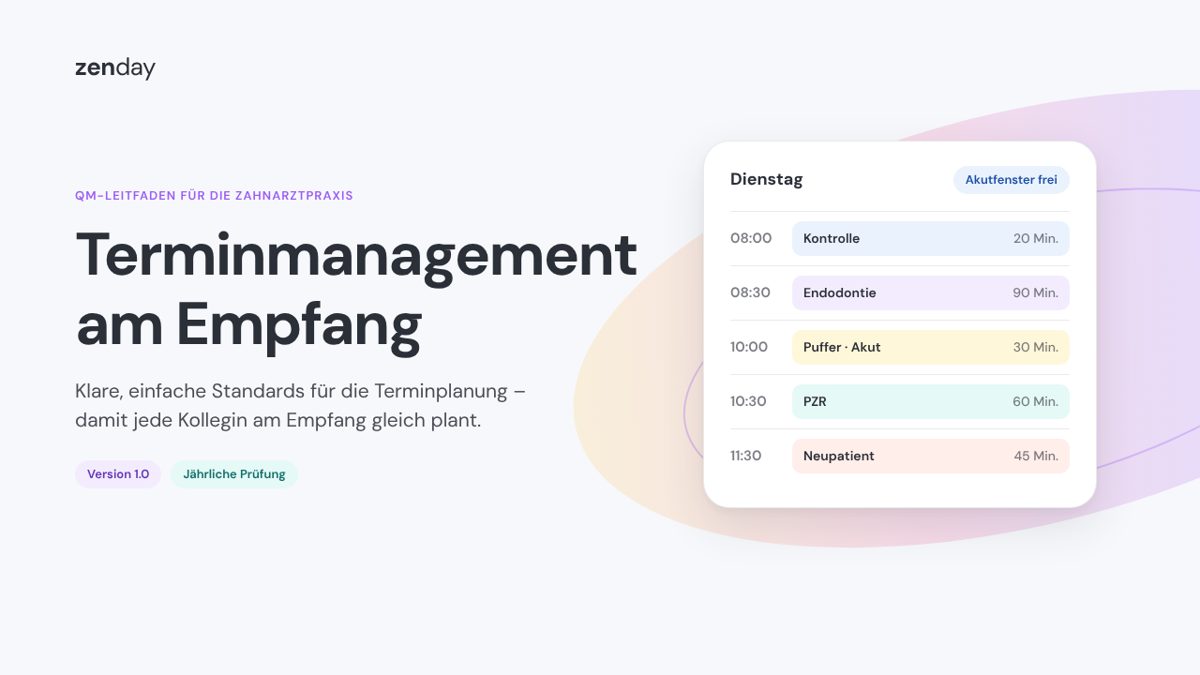 zenday
QM-LEITFADEN FÜR DIE ZAHNARZTPRAXIS
Terminmanagement
am Empfang
Klare, einfache Standards für die Terminplanung –
damit jede Kollegin am Empfang gleich plant.
Version 1.0 Jährliche Prüfung
Dienstag Akutfenster frei
08:00 Kontrolle 20 Min.
08:30 Endodontie 90 Min.
10:00 Puffer · Akut 30 Min.
10:30 PZR 60 Min.
11:30 Neupatient 45 Min.